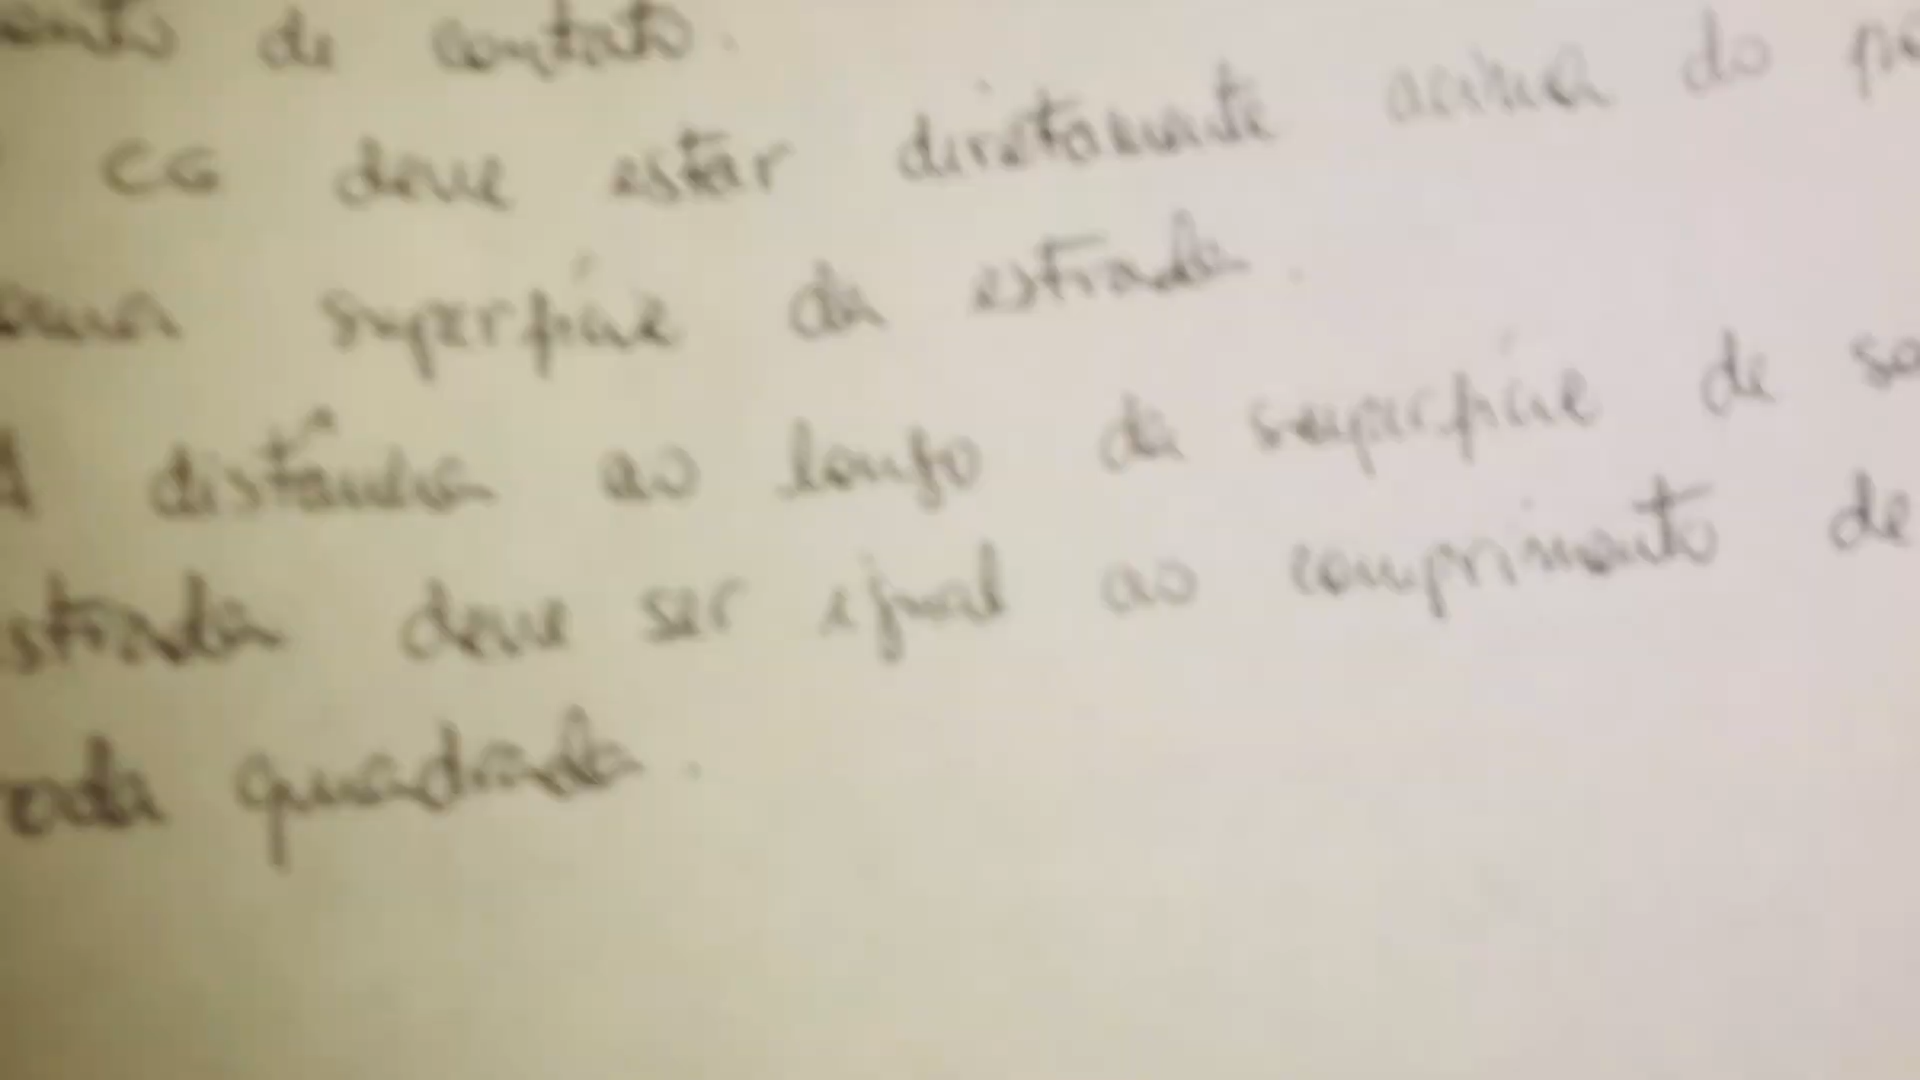 de contato.
CG deve estar diretamente acima do
superfície da estrada.
A distância ao longo da superfície de
strada deve ser igual ao comprimento de
quadrada.